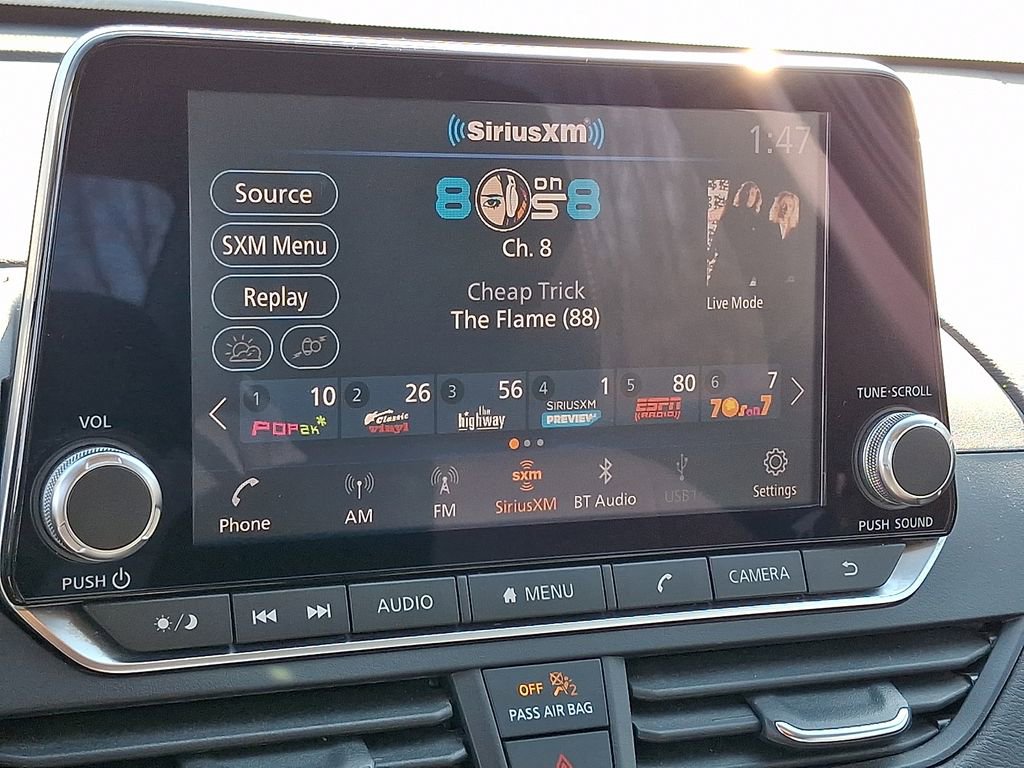 SiriusXM
1:47
Source
SXM Menu
Replay
8 on 8
Ch. 8
Cheap Trick
The Flame (88)
Live Mode
1 10
POP2k*
2 26
Classic vinyl
3 56
the highway
4 1
SIRIUSXM
PREVIEW
5 80
ESPN
RADIO
6 7
70s on 7
Phone
AM
FM
sxm
SiriusXM
BT Audio
USB1
Settings
VOL
PUSH
TUNE·SCROLL
PUSH SOUND
AUDIO
MENU
CAMERA
OFF 2
PASS AIR BAG